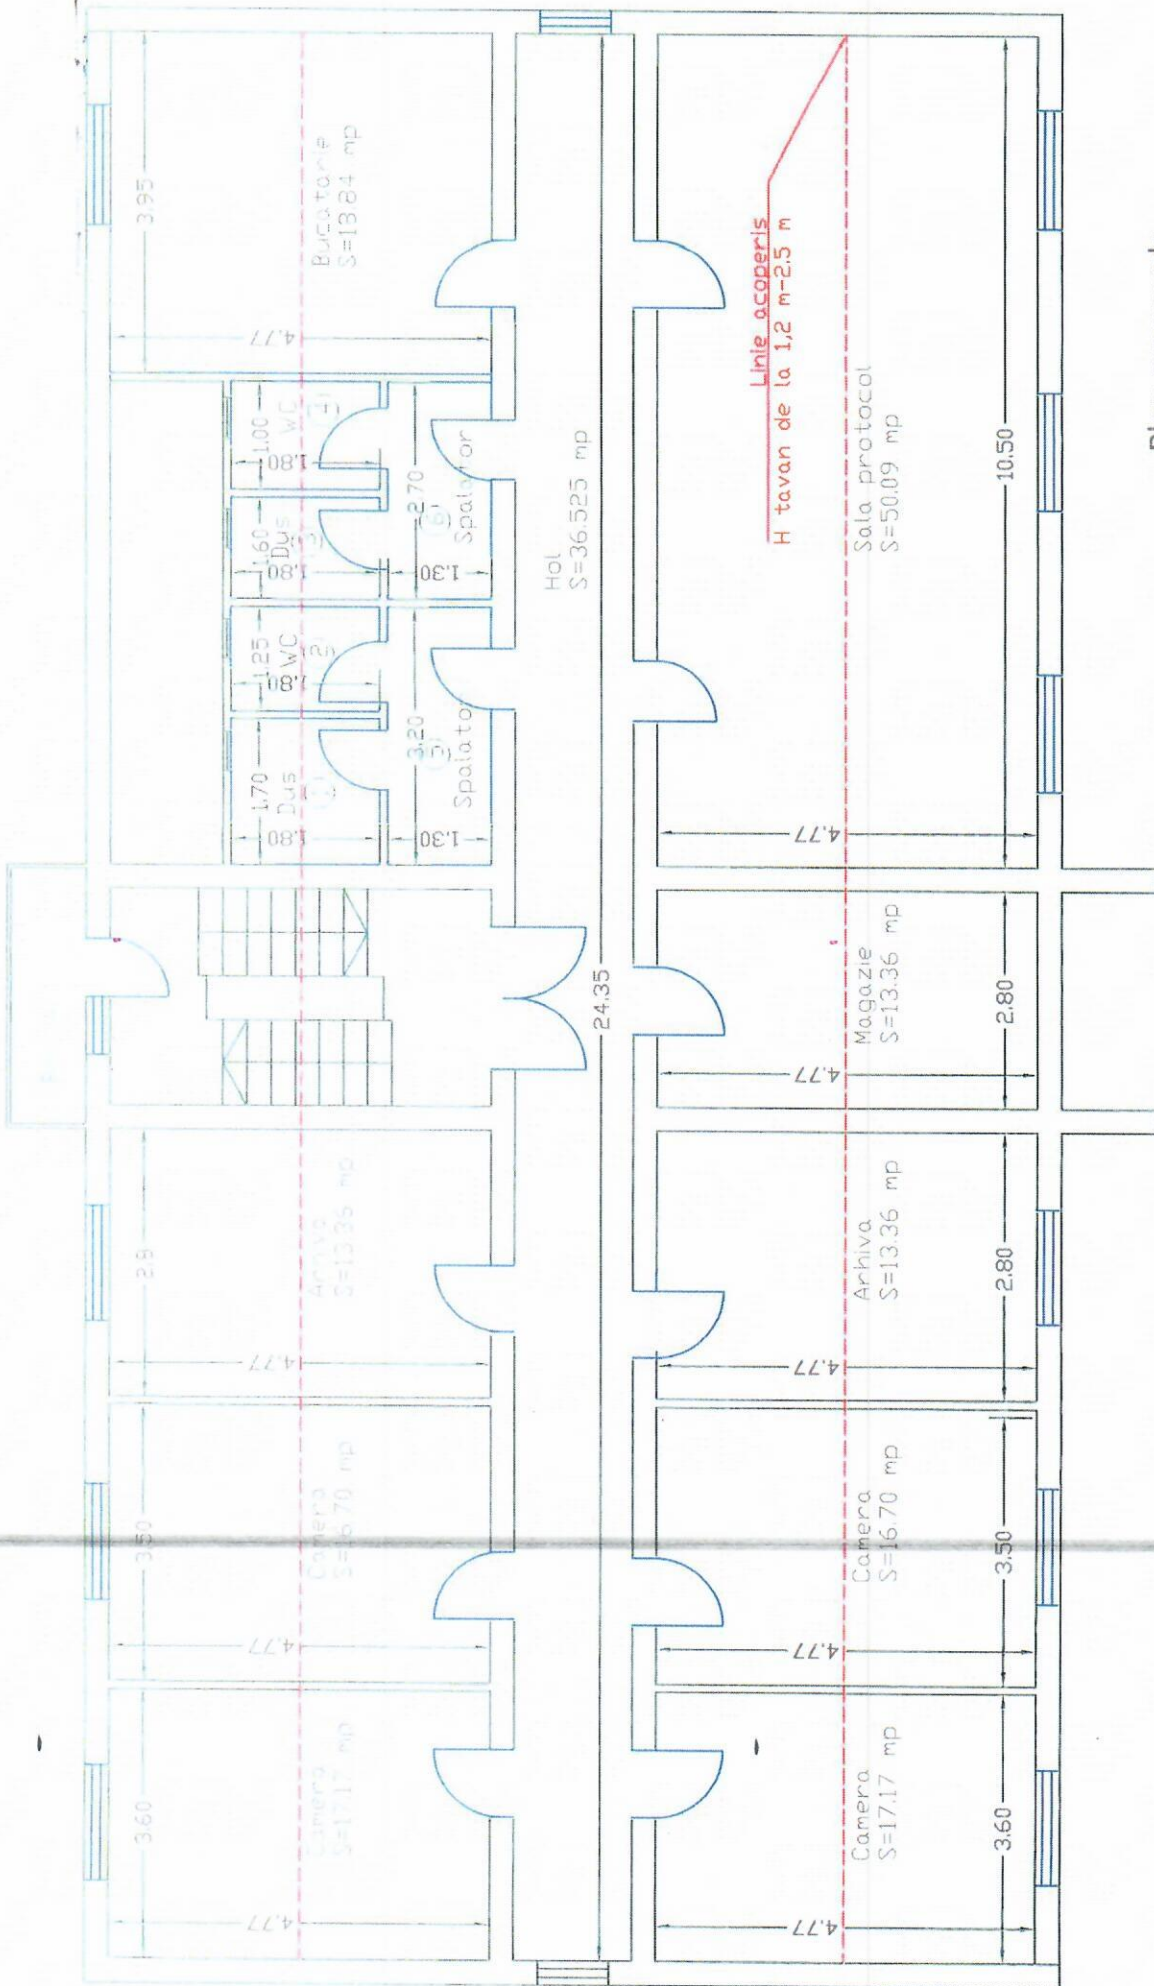 3.95
4.77
Bucatarie
S=18.84 mp
1.00
1.80
WC
1.60
1.80
Dus
1.25
1.80
WC
(2)
1.70
1.80
Dus
(1)
2.70
1.30
(6)
Spalator
3.20
1.30
(5)
Spalator
2.8
4.77
Arhiva
S=13.36 mp
3.50
4.77
Camera
S=16.70 mp
3.60
4.77
Camera
S=17.17 mp
Hol
S=36.525 mp
24.35
Linie acoperis
H tavan de la 1,2 m-2.5 m
Sala protocol
S=50.09 mp
10.50
4.77
Magazie
S=13.36 mp
2.80
4.77
Arhiva
S=13.36 mp
2.80
4.77
Camera
S=16.70 mp
3.50
4.77
Camera
S=17.17 mp
3.60
4.77